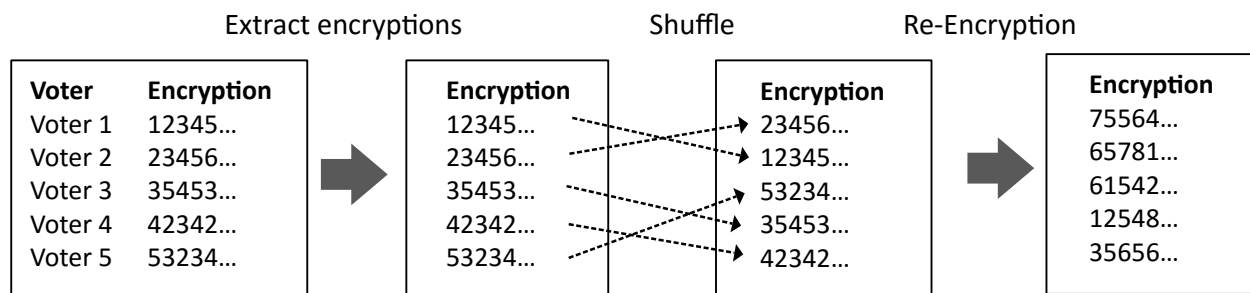 Extract encryptions Shuffle Re-Encryption
Voter Encryption
Voter 1 12345...
Voter 2 23456...
Voter 3 35453...
Voter 4 42342...
Voter 5 53234...
Encryption
12345...
23456...
35453...
42342...
53234...
Encryption
23456...
12345...
53234...
35453...
42342...
Encryption
75564...
65781...
61542...
12548...
35656...